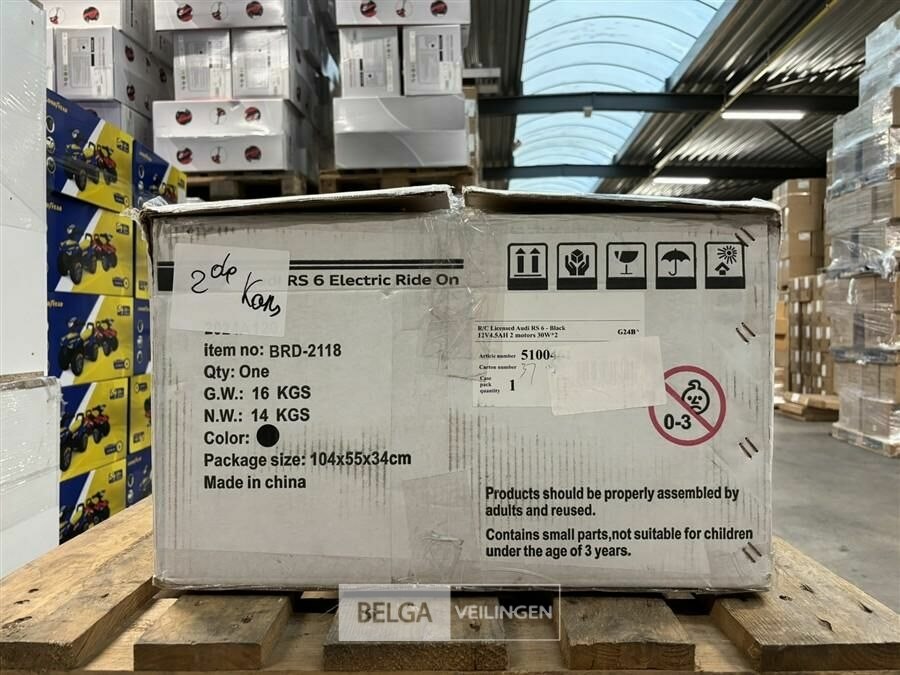 2de Kans
RS 6 Electric Ride On
item no: BRD-2118
Qty: One
G.W.: 16 KGS
N.W.: 14 KGS
Color:
Package size: 104x55x34cm
Made in china
R/C Licensed Audi RS 6 - Black
12V4.5AH 2 motors 30W*2
G24B
Article number 51004
Carton number 37
Case
pack
quantity 1
0-3
Products should be properly assembled by
adults and reused.
Contains small parts,not suitable for children
under the age of 3 years.
BELGA VEILINGEN